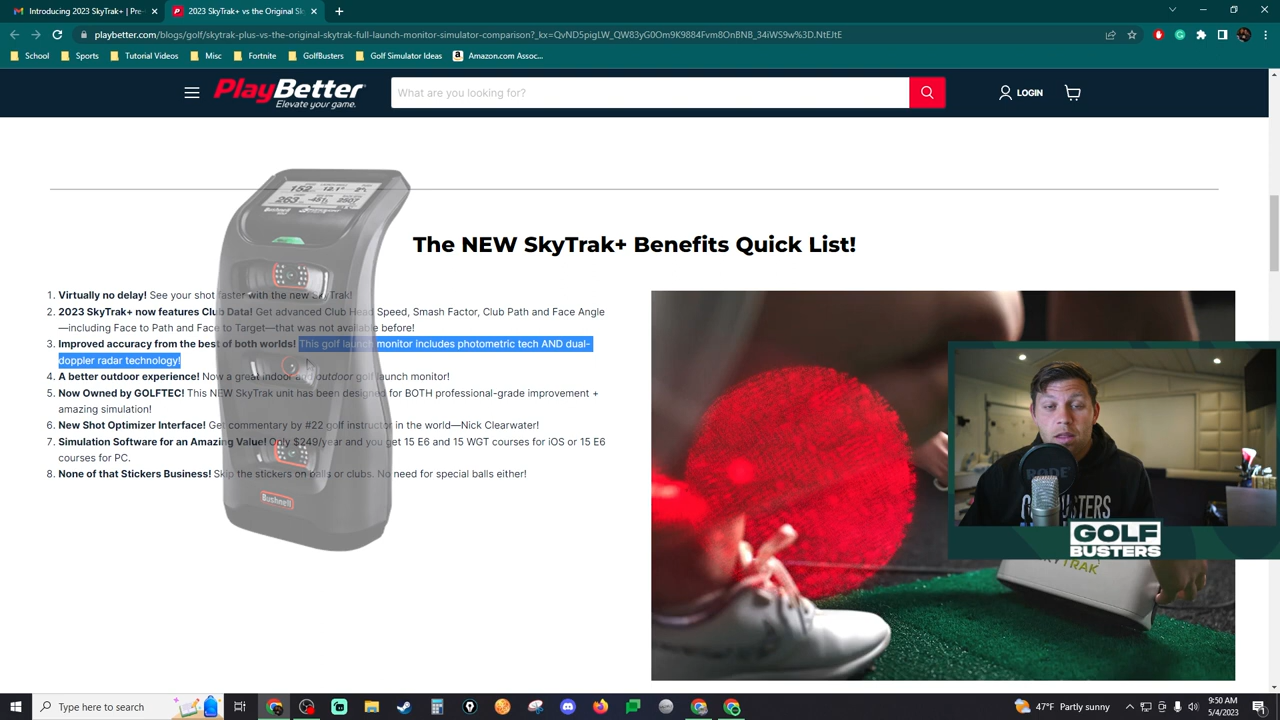 Introducing 2023 SkyTrak+ | Pre-
2023 SkyTrak+ vs the Original Sk
playbetter.com/blogs/golf/skytrak-plus-vs-the-original-skytrak-full-launch-monitor-simulator-comparison?_kx=QvND5pigLW_QW83yG0Om9K9884Fvm8OnBNB_34iWS9w%3D.NtEJtE
School
Sports
Tutorial Videos
Misc
Fortnite
GolfBusters
Golf Simulator Ideas
Amazon.com Assoc...
PlayBetter
Elevate your game.
What are you looking for?
LOGIN
The NEW SkyTrak+ Benefits Quick List!
1. Virtually no delay! See your shot faster with the new SkyTrak!
2. 2023 SkyTrak+ now features Club Data! Get advanced Club Head Speed, Smash Factor, Club Path and Face Angle
—including Face to Path and Face to Target—that was not available before!
3. Improved accuracy from the best of both worlds! This golf launch monitor includes photometric tech AND dual-
doppler radar technology!
4. A better outdoor experience! Now a great indoor and outdoor golf launch monitor!
5. Now Owned by GOLFTEC! This NEW SkyTrak unit has been designed for BOTH professional-grade improvement +
amazing simulation!
6. New Shot Optimizer Interface! Get commentary by #22 golf instructor in the world—Nick Clearwater!
7. Simulation Software for an Amazing Value! Only $249/year and you get 15 E6 and 15 WGT courses for iOS or 15 E6
courses for PC.
8. None of that Stickers Business! Skip the stickers on balls or clubs. No need for special balls either!
152
263
2507
Bushnell
RODE
GOLF
BUSTERS
SKYTRAK
Type here to search
47°F Partly sunny
9:50 AM
5/4/2023